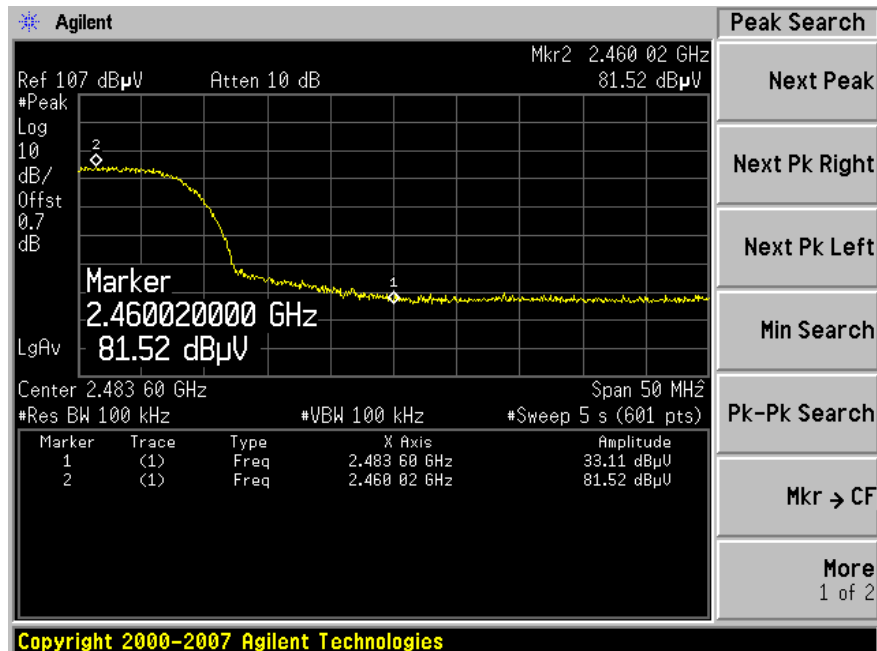 Agilent
Peak Search
Mkr2 2.460 02 GHz
Ref 107 dBµV Atten 10 dB 81.52 dBµV
#Peak
Log
10
dB/
Offst
0.7
dB
LgAv
2
1
Marker
2.460020000 GHz
81.52 dBµV
Center 2.483 60 GHz Span 50 MHz
#Res BW 100 kHz #VBW 100 kHz #Sweep 5 s (601 pts)
Marker Trace Type X Axis Amplitude
1 (1) Freq 2.483 60 GHz 33.11 dBµV
2 (1) Freq 2.460 02 GHz 81.52 dBµV
Next Peak
Next Pk Right
Next Pk Left
Min Search
Pk-Pk Search
Mkr → CF
More
1 of 2
Copyright 2000-2007 Agilent Technologies